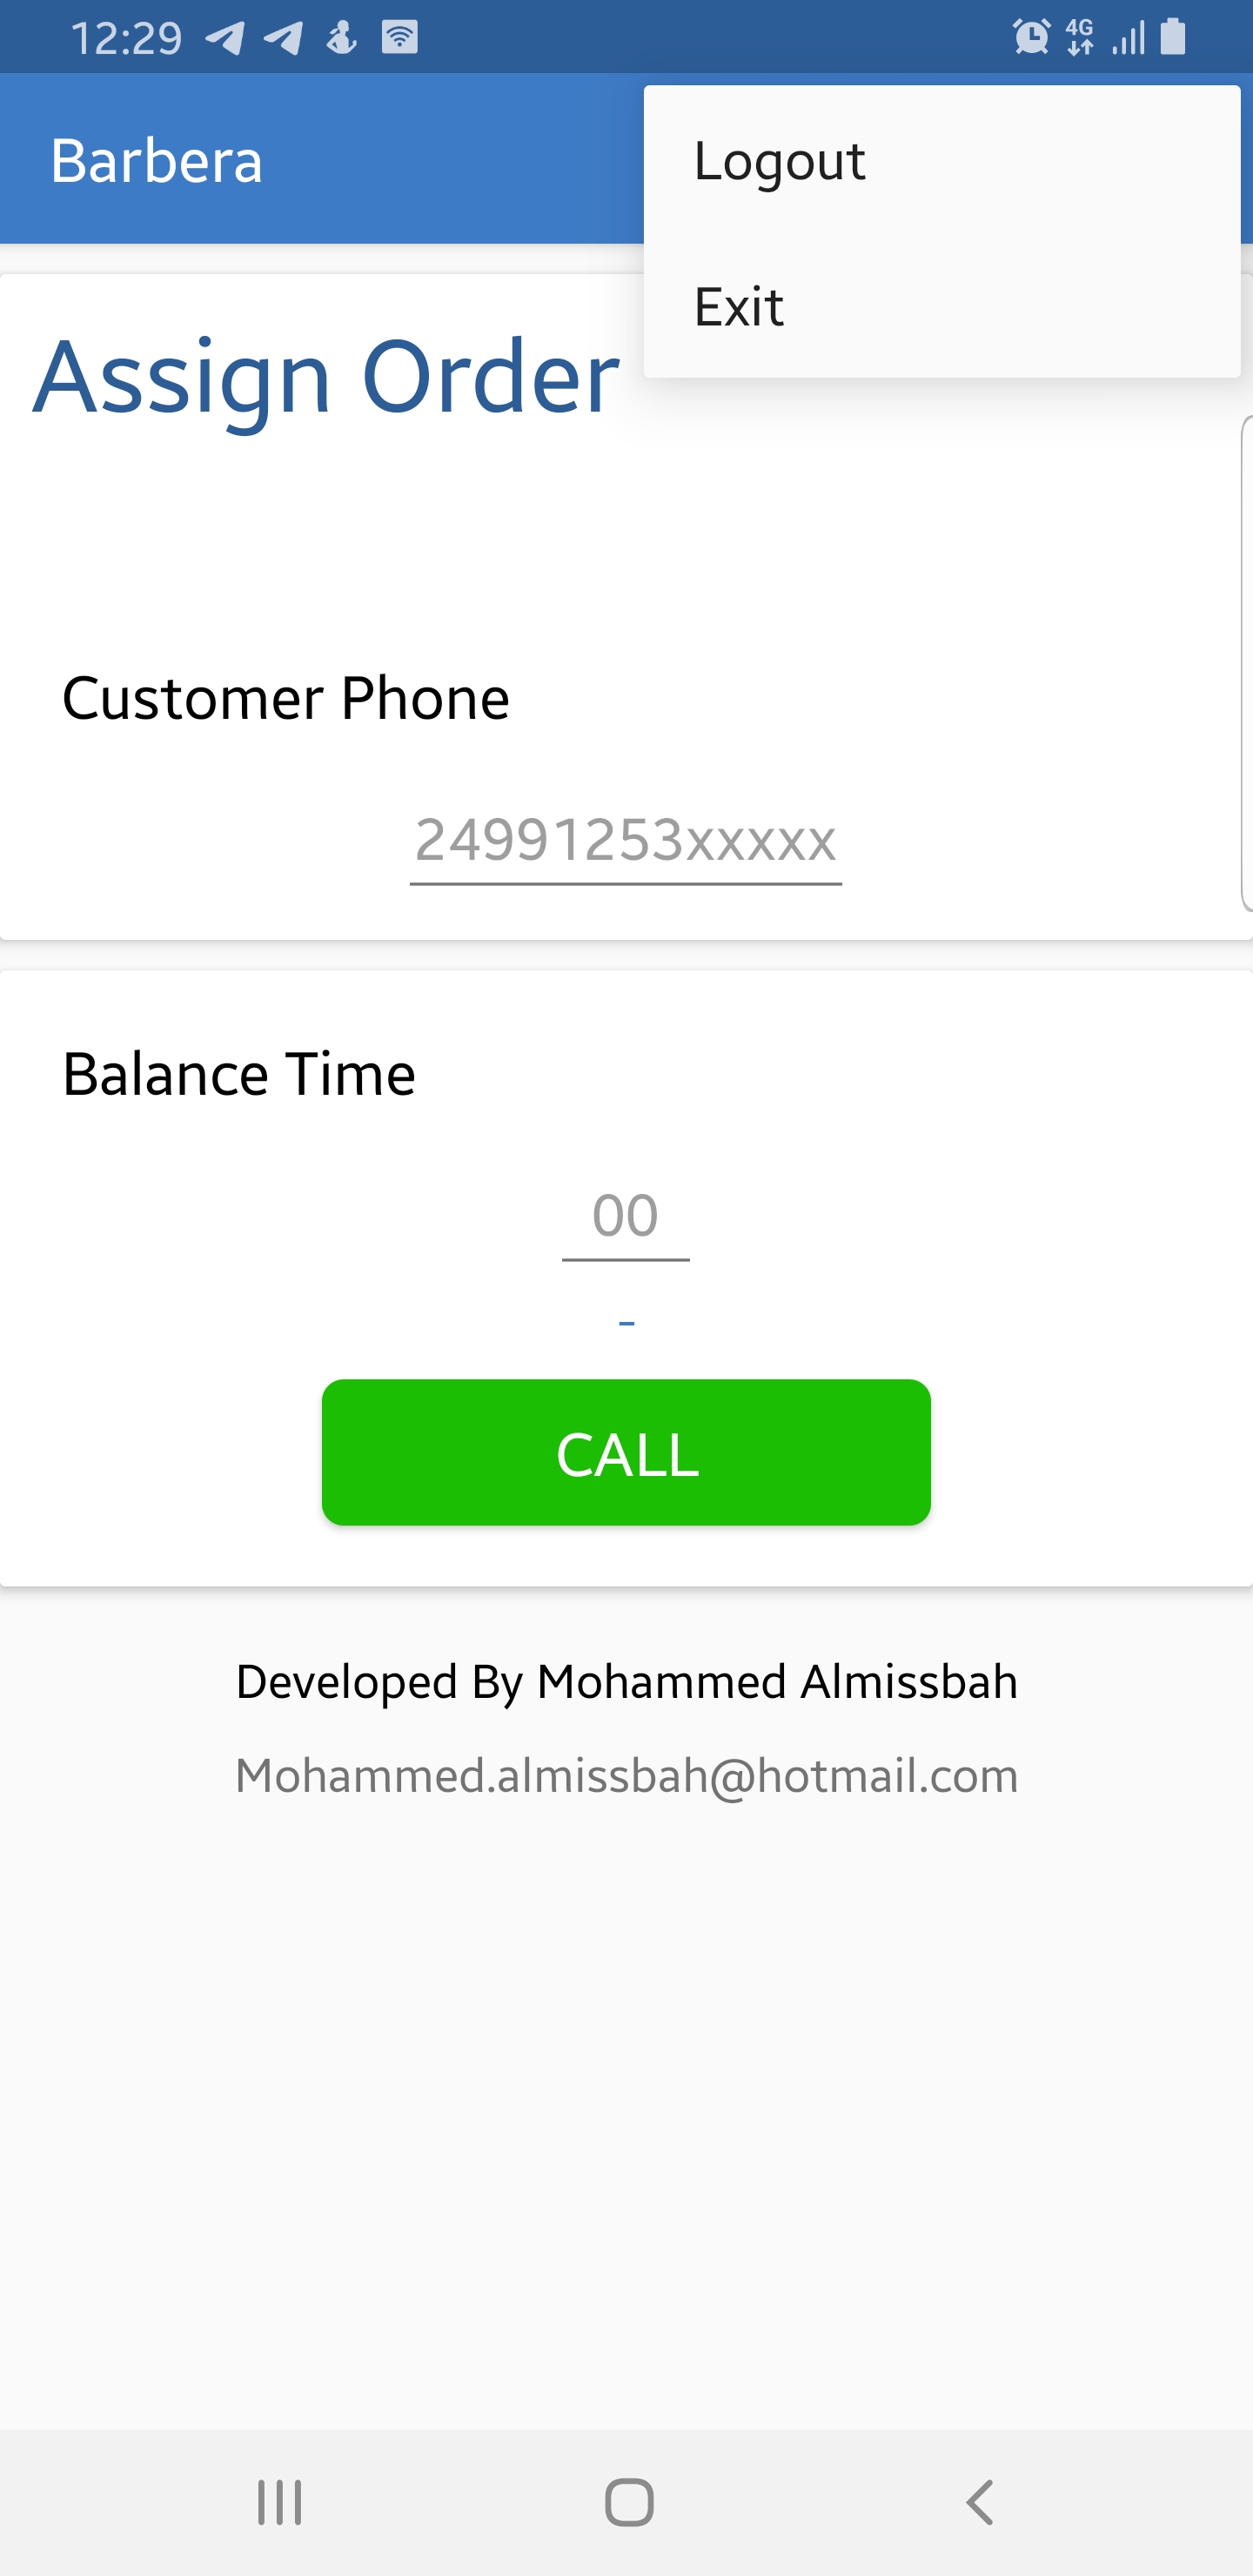 12:29
4G
Barbera
Logout
Exit
Assign Order
Customer Phone
24991253xxxxx
Balance Time
00
-
CALL
Developed By Mohammed Almissbah
Mohammed.almissbah@hotmail.com